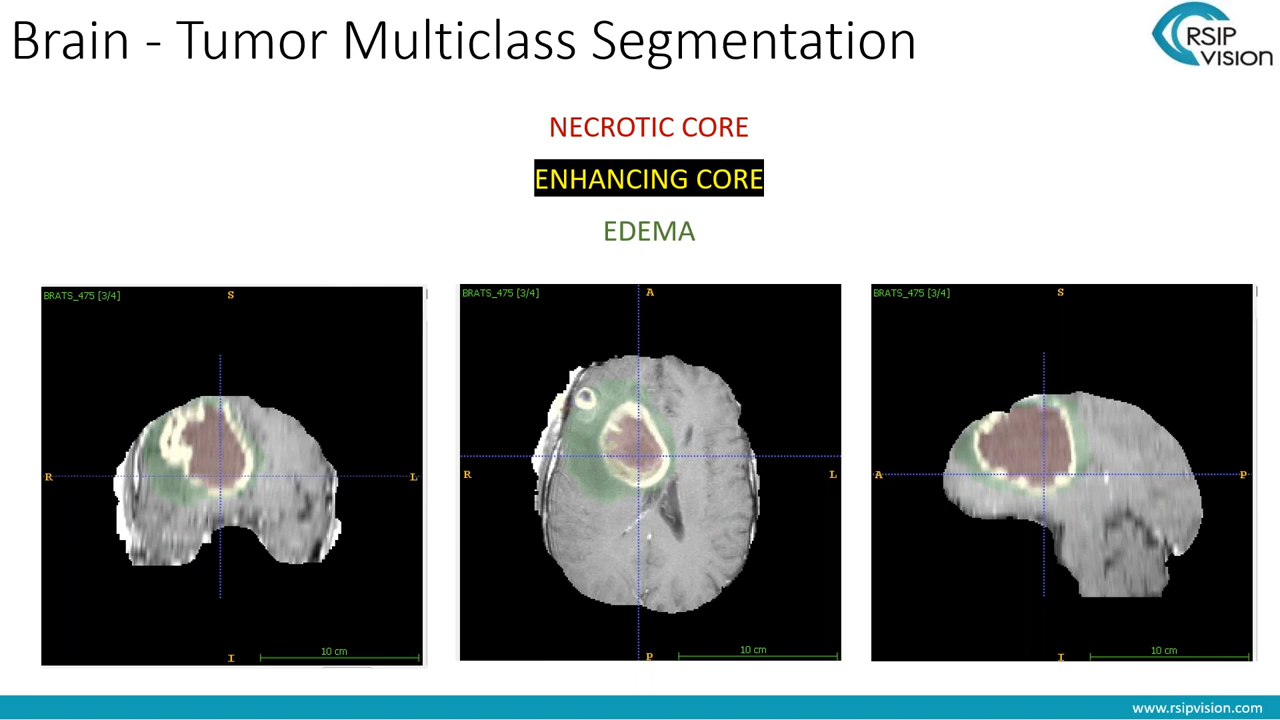 Brain - Tumor Multiclass Segmentation
RSIP
VISION
NECROTIC CORE
ENHANCING CORE
EDEMA
BRATS_475 [3/4]
S
R
L
I
10 cm
BRATS_475 [3/4]
A
R
L
P
10 cm
BRATS_475 [3/4]
S
A
P
I
10 cm
www.rsipvision.com